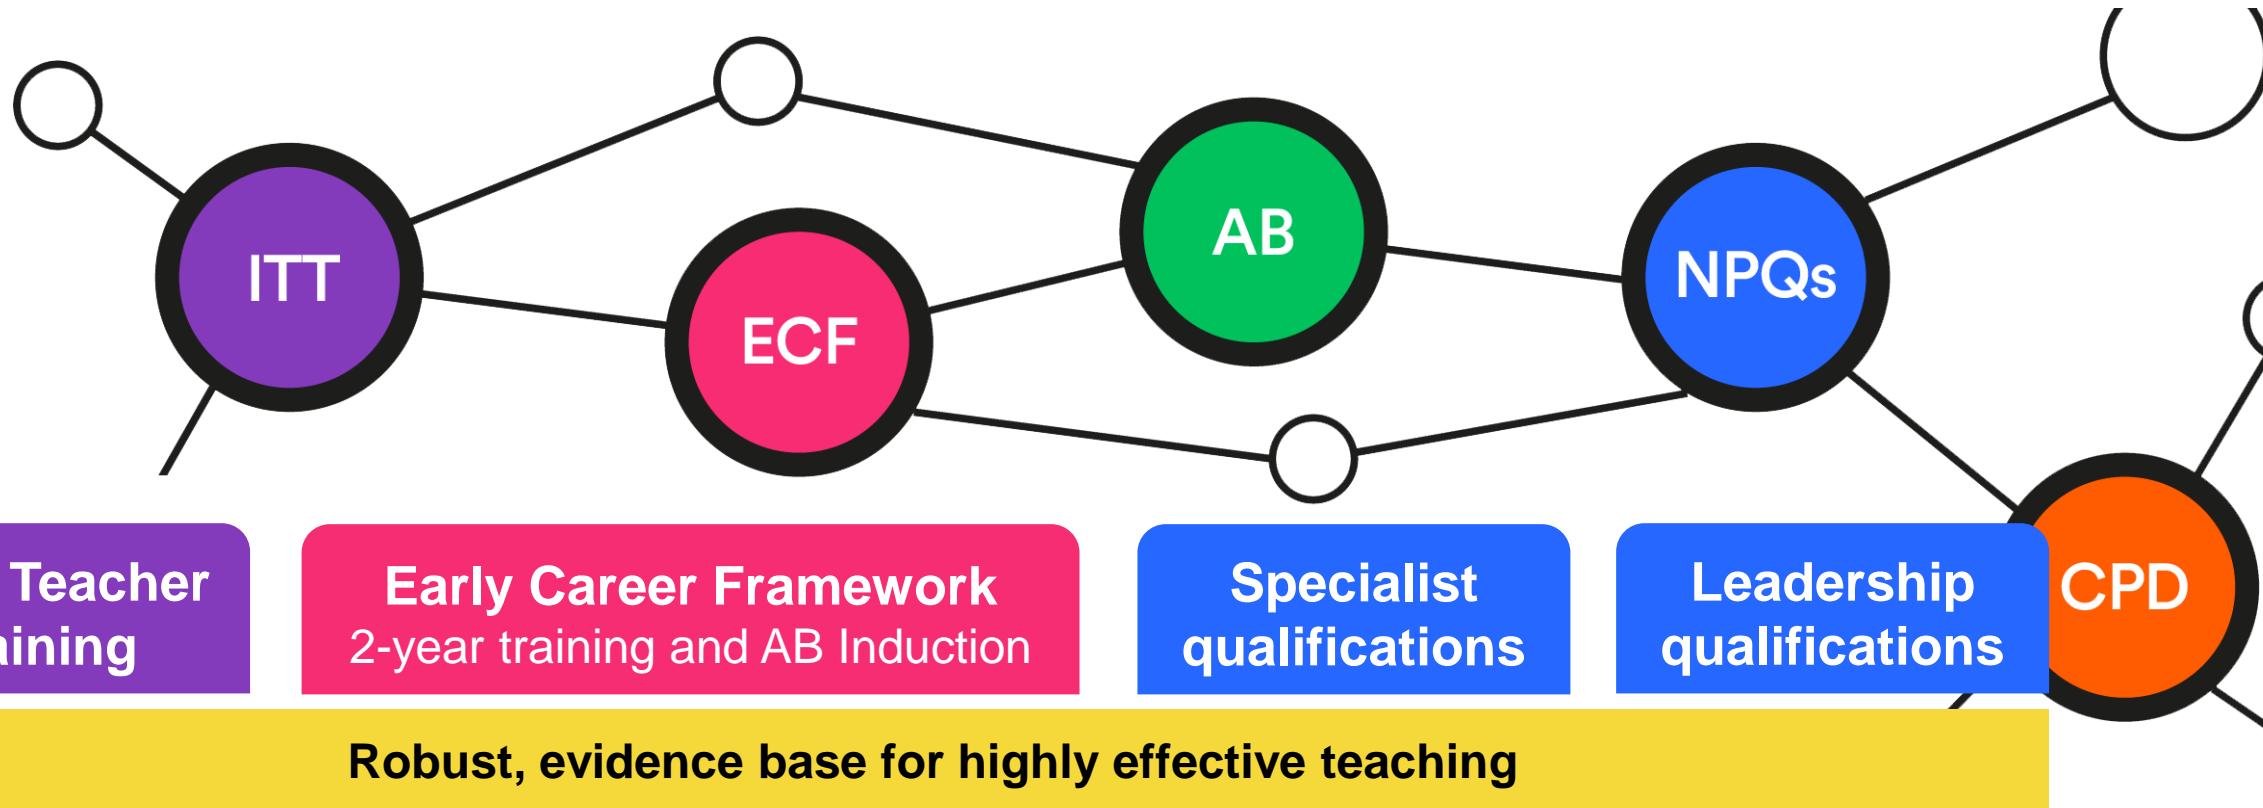 ITT
ECF
AB
NPQs
CPD
Teacher
aining
Early Career Framework
2-year training and AB Induction
Specialist
qualifications
Leadership
qualifications
Robust, evidence base for highly effective teaching